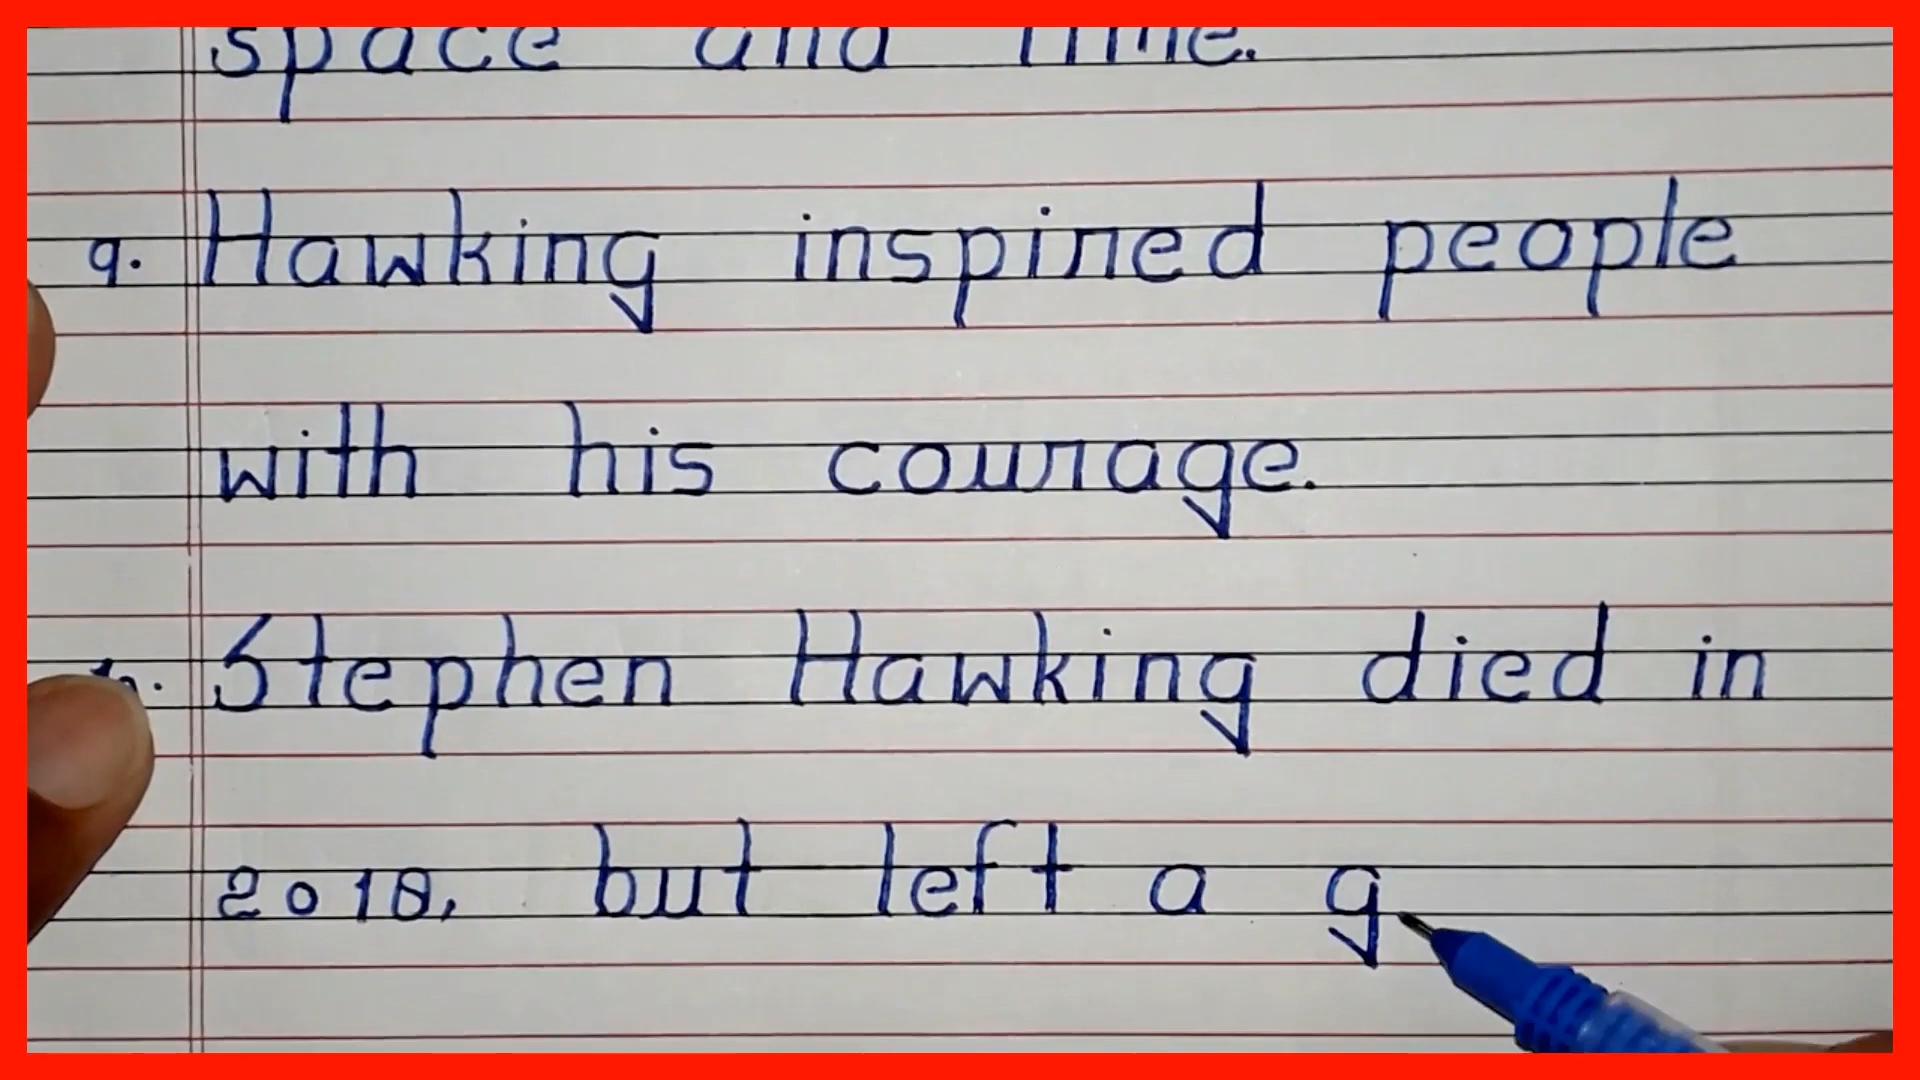 space and time.
9. Hawking inspired people
with his courage.
Stephen Hawking died in
2018, but left a g